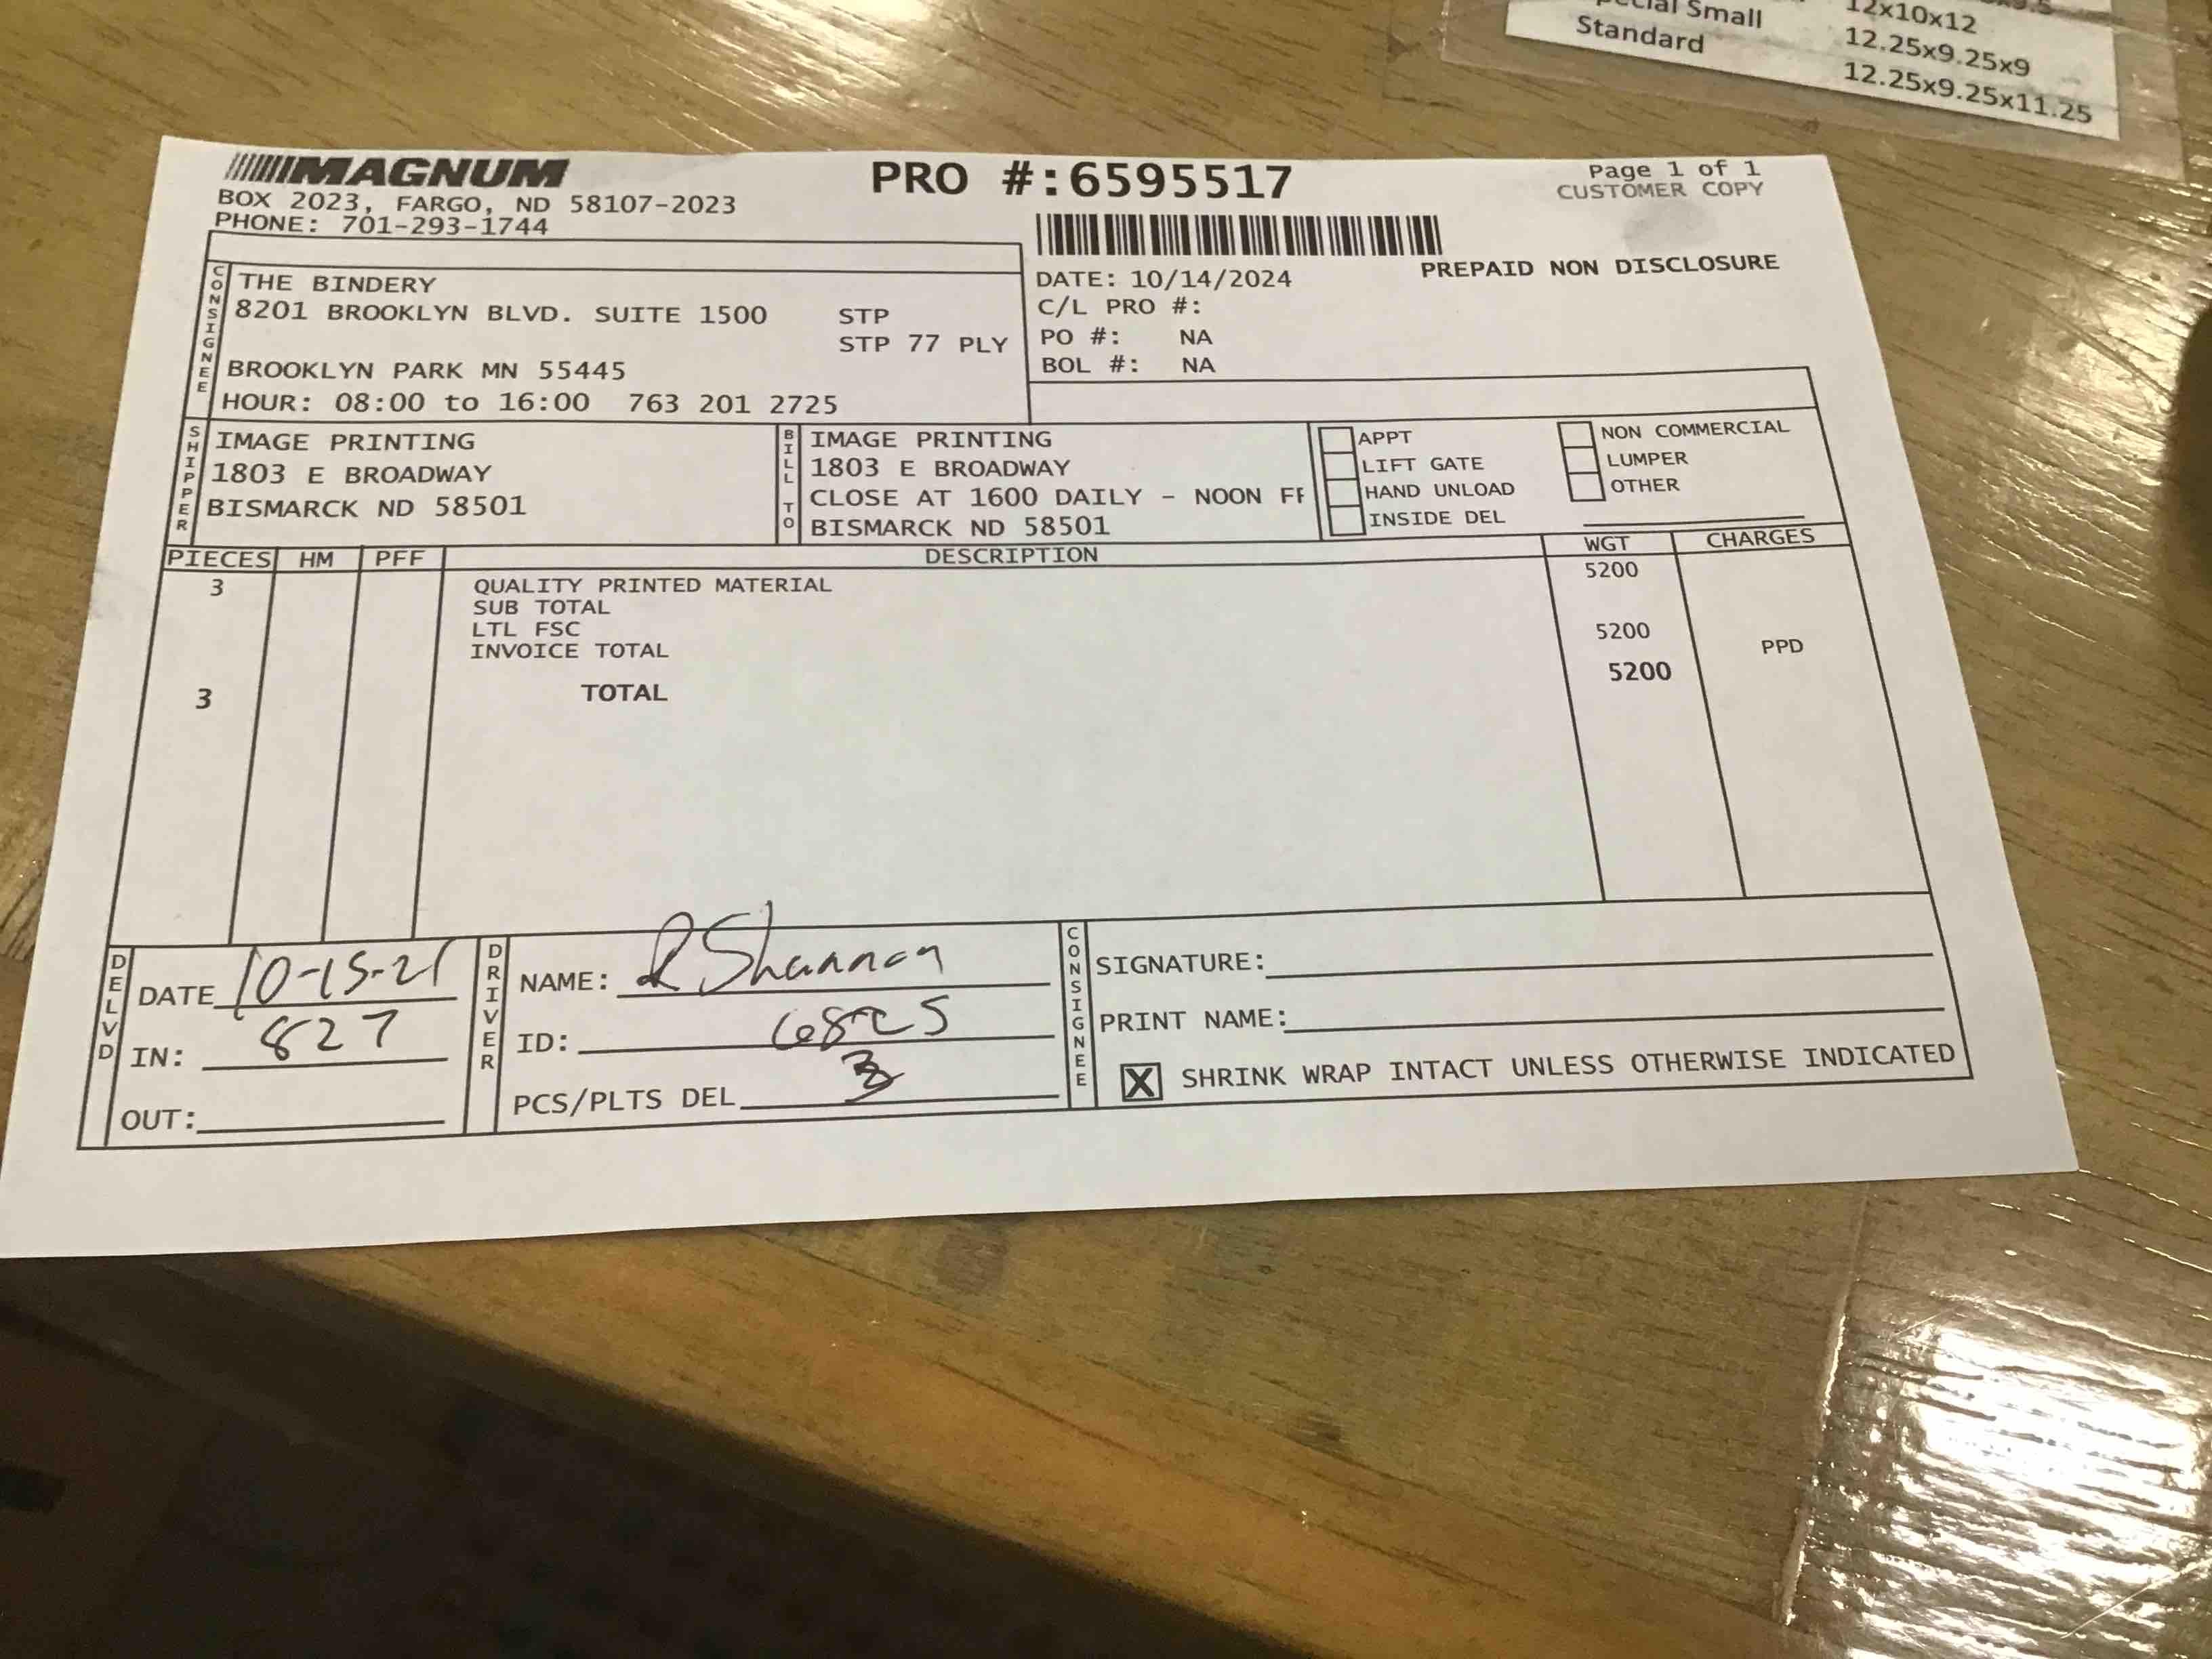 Small 12x10x12
Standard 12.25x9.25x9
12.25x9.25x11.25
MAGNUM
BOX 2023, FARGO, ND 58107-2023
PHONE: 701-293-1744
PRO #:6595517
Page 1 of 1
CUSTOMER COPY
PREPAID NON DISCLOSURE
CONSIGNEE
THE BINDERY
8201 BROOKLYN BLVD. SUITE 1500 STP
STP 77 PLY
BROOKLYN PARK MN 55445
HOUR: 08:00 to 16:00 763 201 2725
DATE: 10/14/2024
C/L PRO #:
PO #: NA
BOL #: NA
SHIPPER
IMAGE PRINTING
1803 E BROADWAY
BISMARCK ND 58501
BILL TO
IMAGE PRINTING
1803 E BROADWAY
CLOSE AT 1600 DAILY - NOON
BISMARCK ND 58501
APPT
LIFT GATE
HAND UNLOAD
INSIDE DEL
NON COMMERCIAL
LUMPER
OTHER
PIECES HM PFF DESCRIPTION WGT CHARGES
3 QUALITY PRINTED MATERIAL 5200
SUB TOTAL
LTL FSC 5200
INVOICE TOTAL PPD
3 TOTAL 5200
DELVD
DATE 10-15-21
IN: 827
OUT:
DRIVER
NAME: R Shannon
ID:
PCS/PLTS DEL 3
CONSIGNEE
SIGNATURE:
PRINT NAME:
X SHRINK WRAP INTACT UNLESS OTHERWISE INDICATED